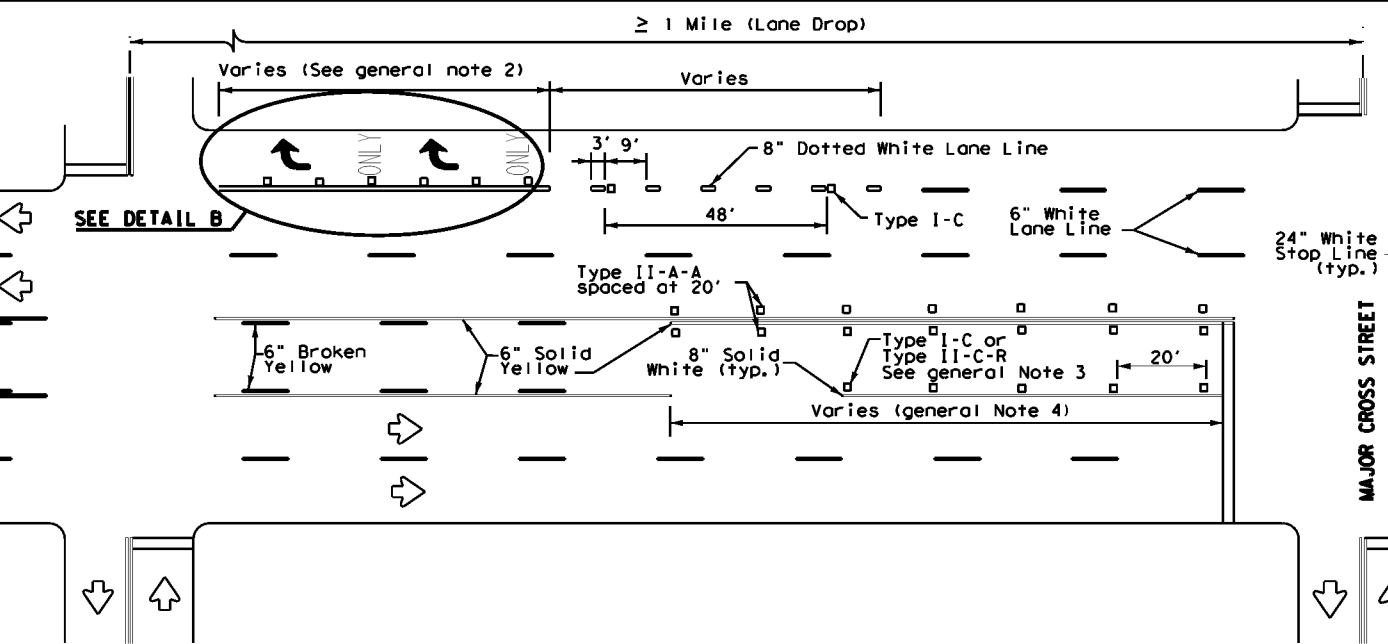 ≥ 1 Mile (Lane Drop)
Varies (See general note 2)
Varies
ONLY
ONLY
3'
9'
8" Dotted White Lane Line
SEE DETAIL B
48'
Type I-C
6" White
Lane Line
24" White
Stop Line
(typ.)
Type II-A-A
spaced at 20'
6" Broken
Yellow
6" Solid
Yellow
8" Solid
White (typ.)
Type I-C or
Type II-C-R
See general Note 3
20'
Varies (general Note 4)
MAJOR CROSS STREET